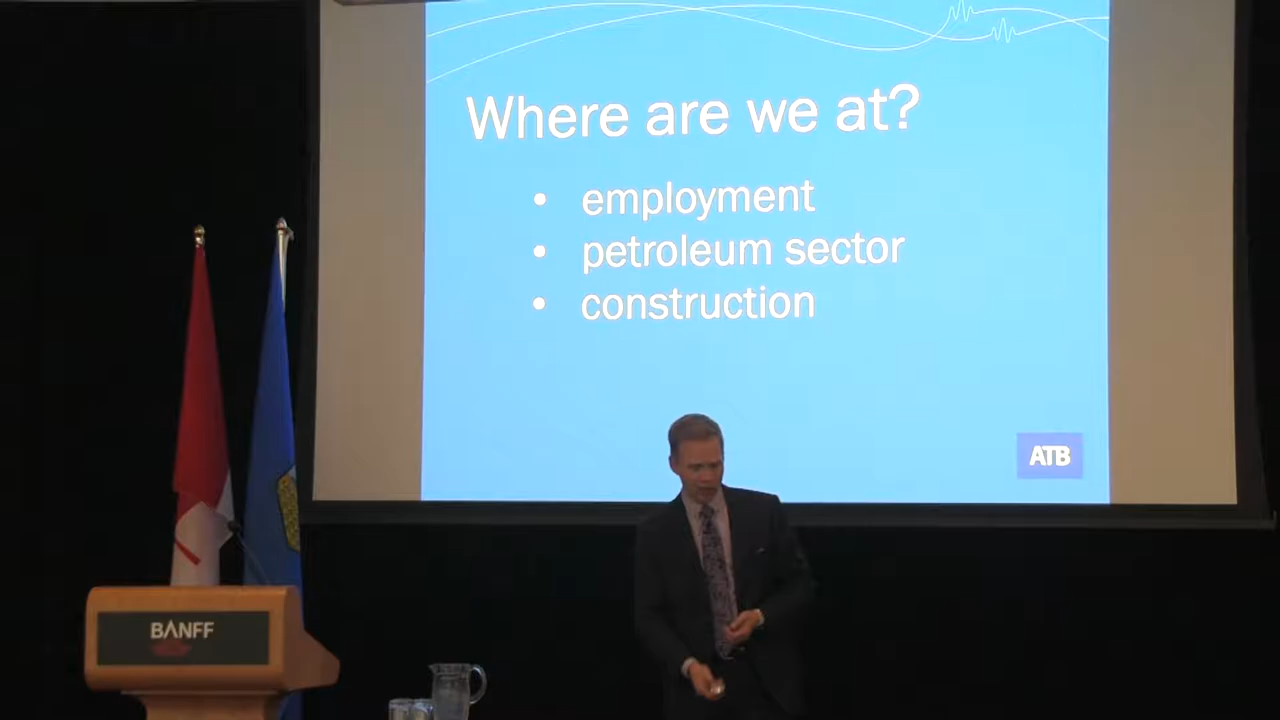 Where are we at?
• employment
• petroleum sector
• construction
ATB
BANFF